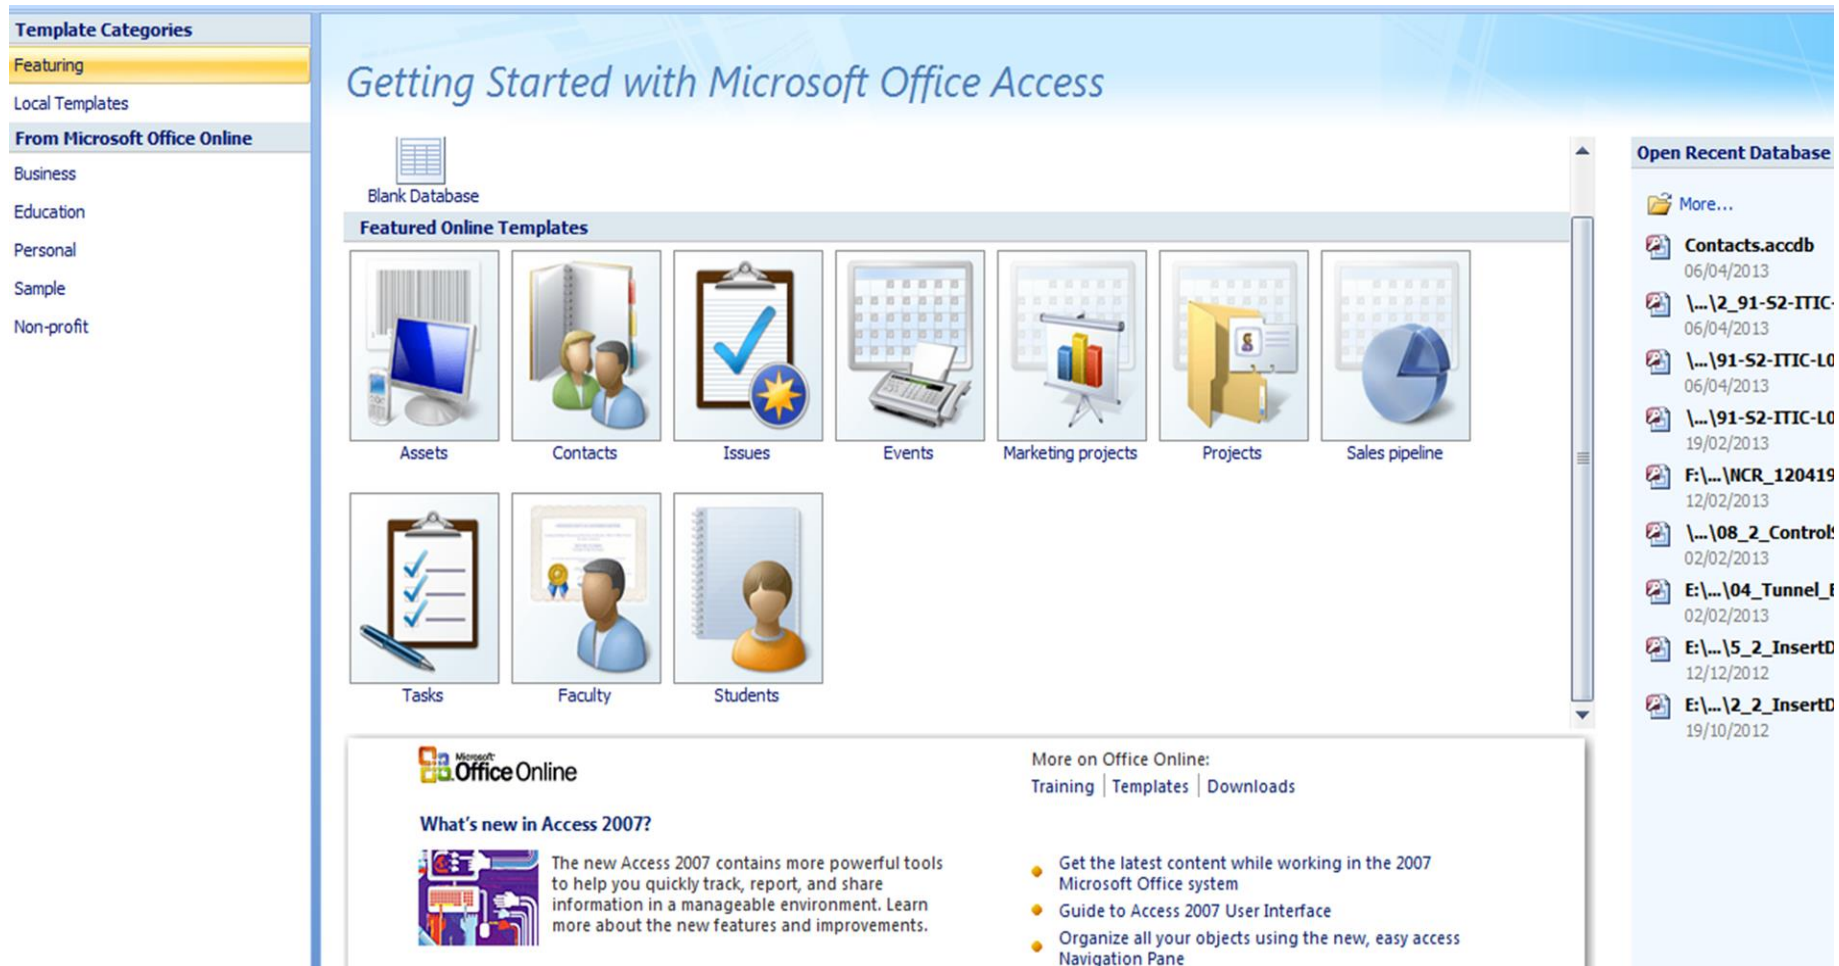 Template Categories
Featuring
Local Templates
From Microsoft Office Online
Business
Education
Personal
Sample
Non-profit
Getting Started with Microsoft Office Access
Blank Database
Featured Online Templates
Assets
Contacts
Issues
Events
Marketing projects
Projects
Sales pipeline
Tasks
Faculty
Students
Microsoft
Office Online
What's new in Access 2007?
The new Access 2007 contains more powerful tools
to help you quickly track, report, and share
information in a manageable environment. Learn
more about the new features and improvements.
More on Office Online:
Training | Templates | Downloads
Get the latest content while working in the 2007
Microsoft Office system
Guide to Access 2007 User Interface
Organize all your objects using the new, easy access
Navigation Pane
Open Recent Database
More...
Contacts.accdb
06/04/2013
\...\2_91-S2-ITIC-
06/04/2013
\...\91-S2-ITIC-L0
06/04/2013
\...\91-S2-ITIC-L0
19/02/2013
F:\...\NCR_120419
12/02/2013
\...\08_2_Control
02/02/2013
E:\...\04_Tunnel_
02/02/2013
E:\...\5_2_Insert
12/12/2012
E:\...\2_2_Insert
19/10/2012